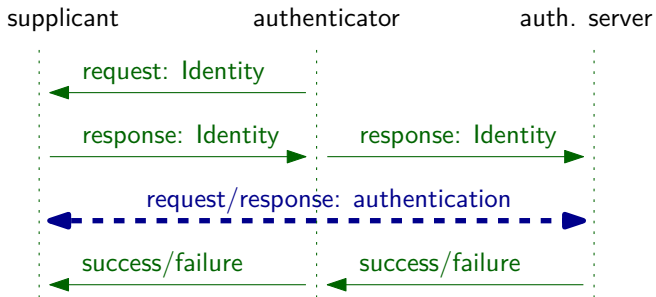 supplicant authenticator auth. server
request: Identity
response: Identity response: Identity
request/response: authentication
success/failure success/failure